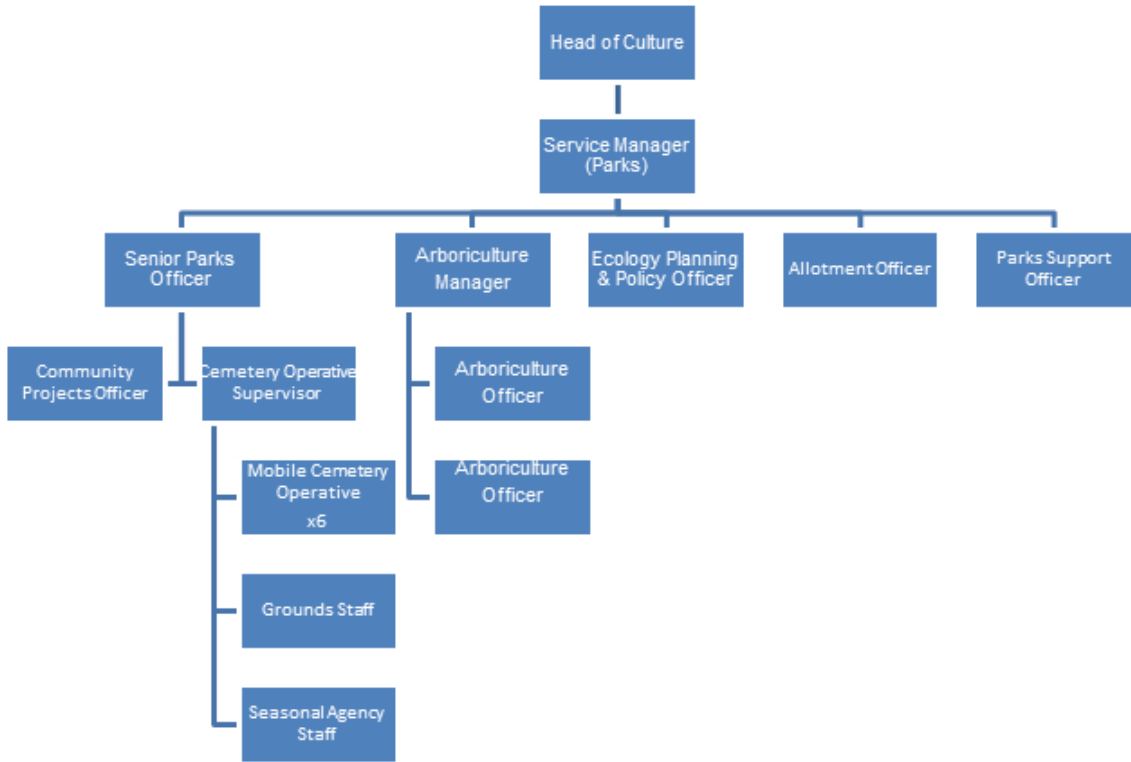 Head of Culture
Service Manager
(Parks)
Senior Parks
Officer
Arboriculture
Manager
Ecology Planning
& Policy Officer
Allotment Officer
Parks Support
Officer
Community
Projects Officer
Cemetery Operative
Supervisor
Arboriculture
Officer
Mobile Cemetery
Operative
x6
Arboriculture
Officer
Grounds Staff
Seasonal Agency
Staff